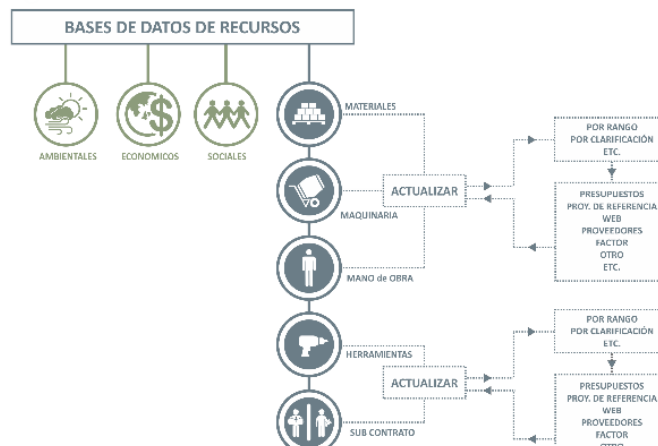 BASES DE DATOS DE RECURSOS
AMBIENTALES
ECONOMICOS
SOCIALES
MATERIALES
MAQUINARIA
MANO de OBRA
HERRAMIENTAS
SUB CONTRATO
ACTUALIZAR
POR RANGO
POR CLARIFICACIÓN
ETC.
PRESUPUESTOS
PROY. DE REFERENCIA
WEB
PROVEEDORES
FACTOR
OTRO
ETC.
ACTUALIZAR
POR RANGO
POR CLARIFICACIÓN
ETC.
PRESUPUESTOS
PROY. DE REFERENCIA
WEB
PROVEEDORES
FACTOR
OTRO